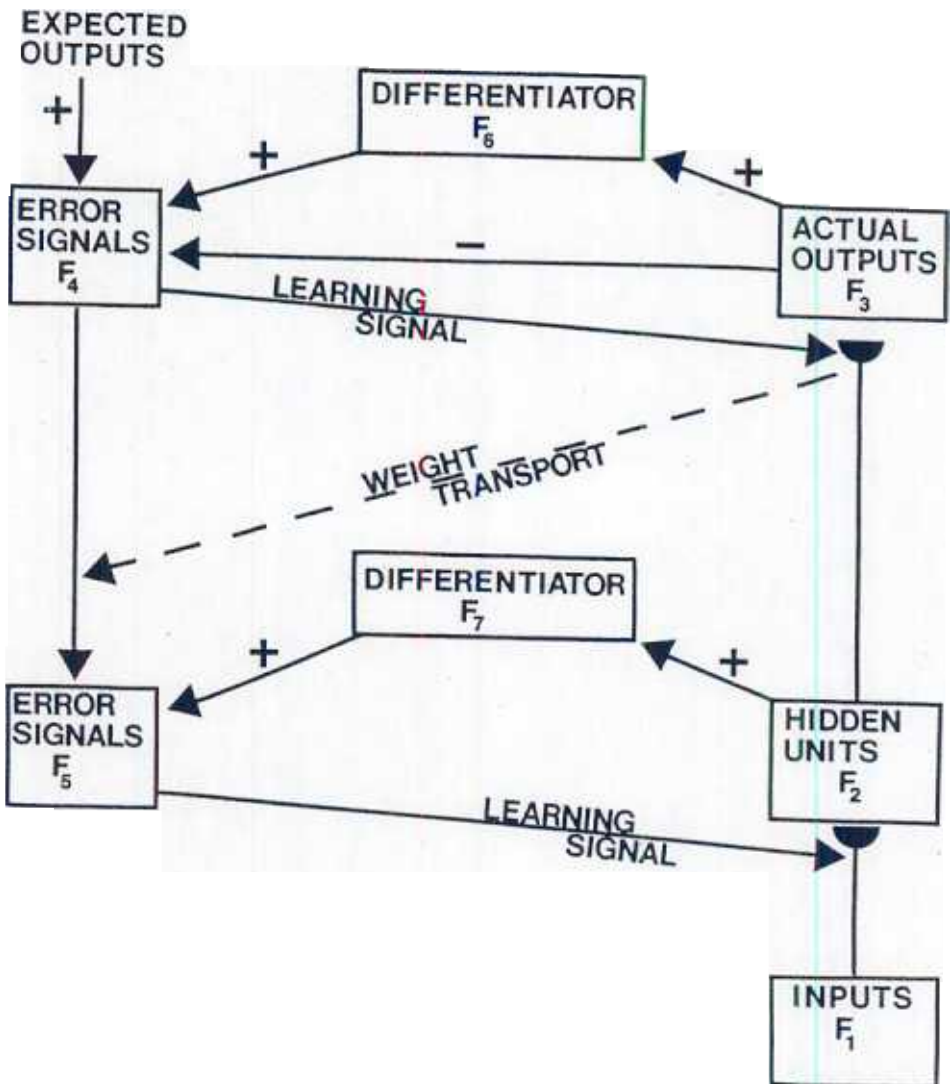 EXPECTED
OUTPUTS
+
DIFFERENTIATOR
F₆
+
+
ERROR
SIGNALS
F₄
ACTUAL
OUTPUTS
F₃
−
LEARNING
SIGNAL
WEIGHT
TRANSPORT
DIFFERENTIATOR
F₇
+
+
ERROR
SIGNALS
F₅
HIDDEN
UNITS
F₂
LEARNING
SIGNAL
INPUTS
F₁